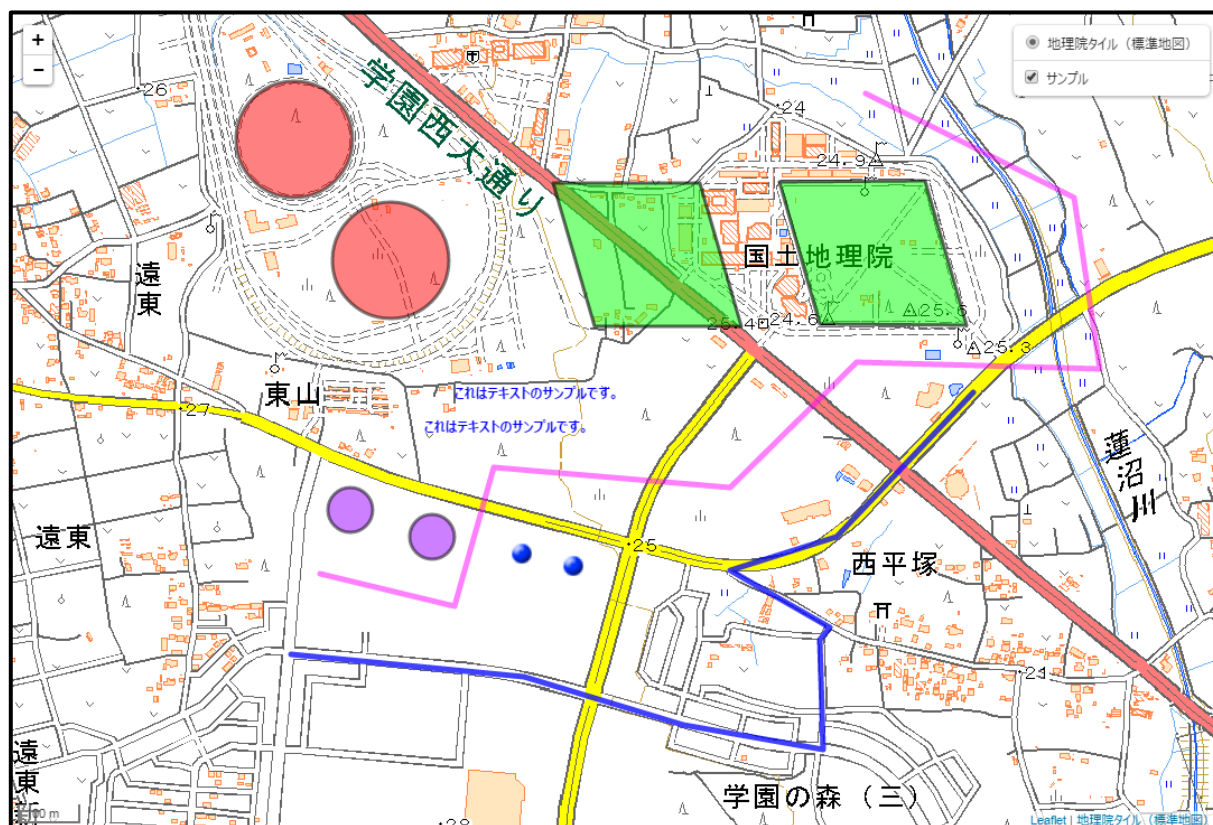 +
−
地理院タイル（標準地図）
サンプル
26
24
学園西大通り
24.9
国土地理院
遠東
25.6
25.4
24.6
25.3
東山
27
これはテキストのサンプルです。
これはテキストのサンプルです。
蓮沼川
遠東
25
西平塚
21
遠東
学園の森（三）
28
Leaflet | 地理院タイル（標準地図）